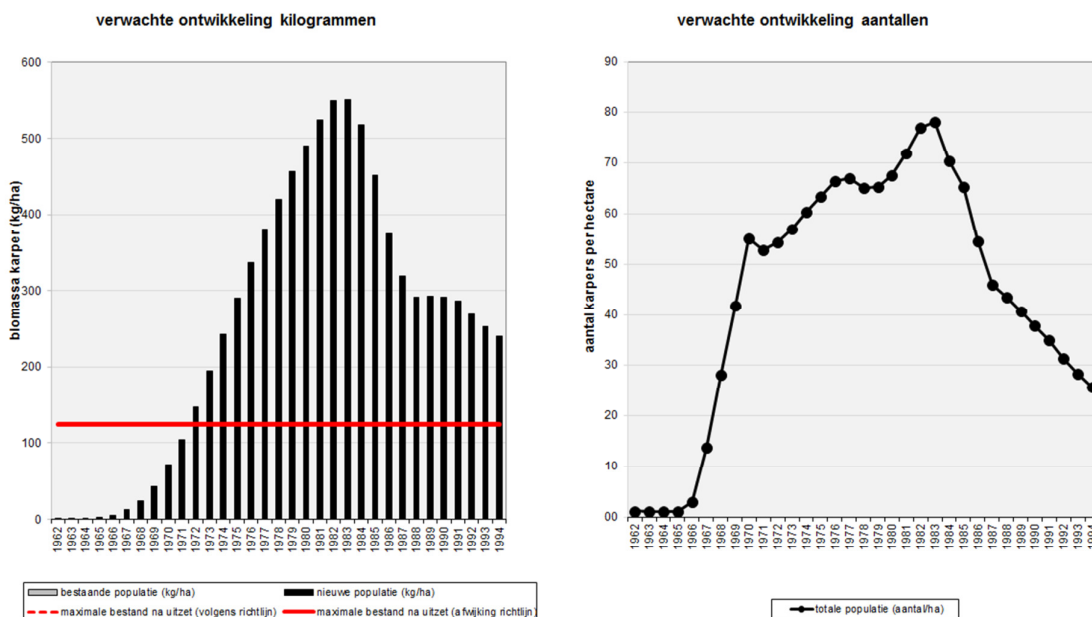 verwachte ontwikkeling kilogrammen
biomassa karper (kg/ha)
600
500
400
300
200
100
0
1962 1963 1964 1965 1966 1967 1968 1969 1970 1971 1972 1973 1974 1975 1976 1977 1978 1979 1980 1981 1982 1983 1984 1985 1986 1987 1988 1989 1990 1991 1992 1993 1994
bestaande populatie (kg/ha) nieuwe populatie (kg/ha)
maximale bestand na uitzet (volgens richtlijn) maximale bestand na uitzet (afwijking richtlijn)
verwachte ontwikkeling aantallen
aantal karpers per hectare
90
80
70
60
50
40
30
20
10
00
1962 1963 1964 1965 1966 1967 1968 1969 1970 1971 1972 1973 1974 1975 1976 1977 1978 1979 1980 1981 1982 1983 1984 1985 1986 1987 1988 1989 1990 1991 1992 1993 1994
totale populatie (aantal/ha)